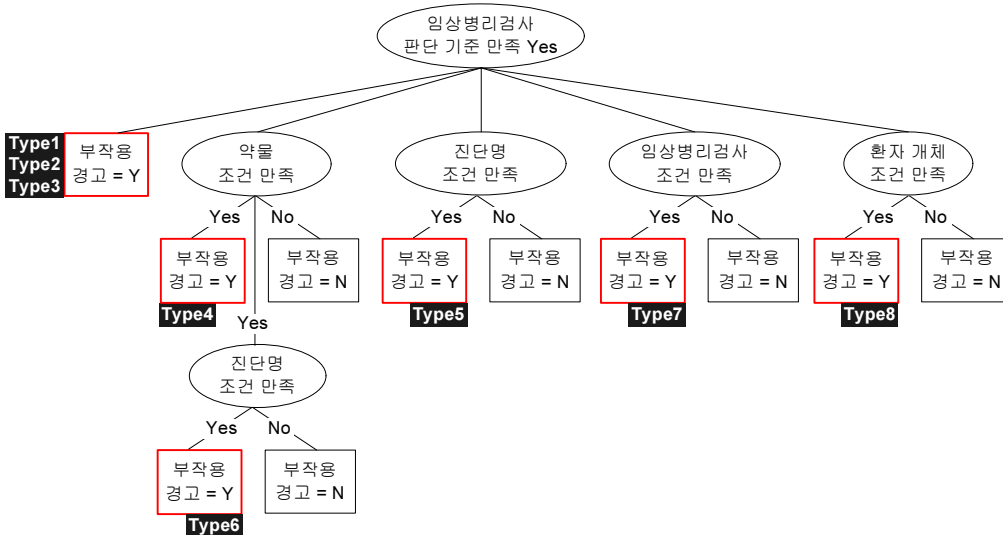 임상병리검사
판단 기준 만족 Yes
Type1
Type2
Type3
부작용
경고 = Y
약물
조건 만족
진단명
조건 만족
임상병리검사
조건 만족
환자 개체
조건 만족
Yes
No
Yes
No
Yes
No
Yes
No
부작용
경고 = Y
부작용
경고 = N
부작용
경고 = Y
부작용
경고 = N
부작용
경고 = Y
부작용
경고 = N
부작용
경고 = Y
부작용
경고 = N
Type4
Type5
Type7
Type8
Yes
진단명
조건 만족
Yes
No
부작용
경고 = Y
부작용
경고 = N
Type6